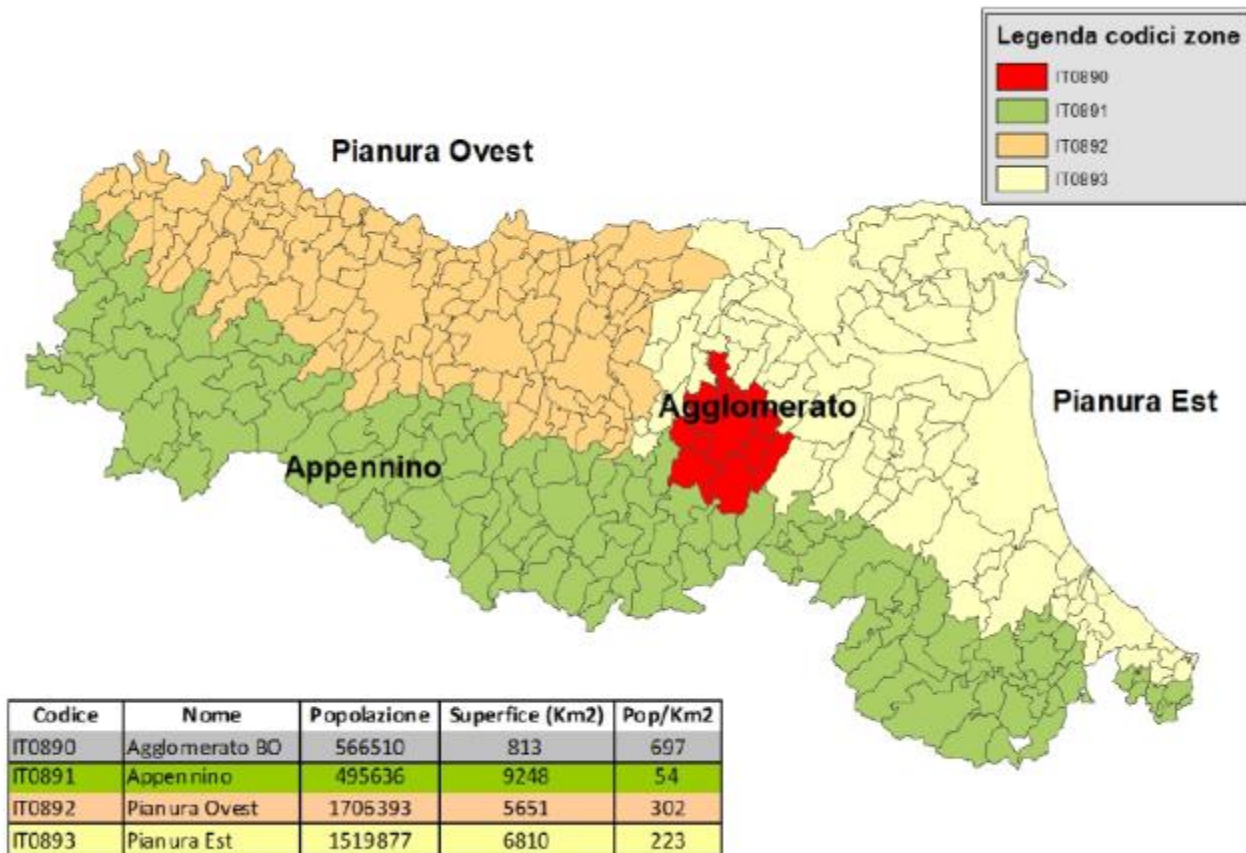 Legenda codici zone
IT0890
IT0891
IT0892
IT0893
Pianura Ovest
Agglomerato
Pianura Est
Appennino
Codice Nome Popolazione Superfice (Km2) Pop/Km2
IT0890 Agglomerato BO 566510 813 697
IT0891 Appennino 495636 9248 54
IT0892 Pianura Ovest 1706393 5651 302
IT0893 Pianura Est 1519877 6810 223